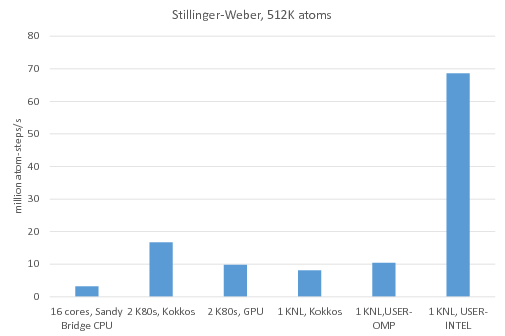 Stillinger-Weber, 512K atoms
80
70
60
50
40
30
20
10
0
million atom-steps/s
16 cores, Sandy Bridge CPU
2 K80s, Kokkos
2 K80s, GPU
1 KNL, Kokkos
1 KNL,USER-OMP
1 KNL, USER-INTEL